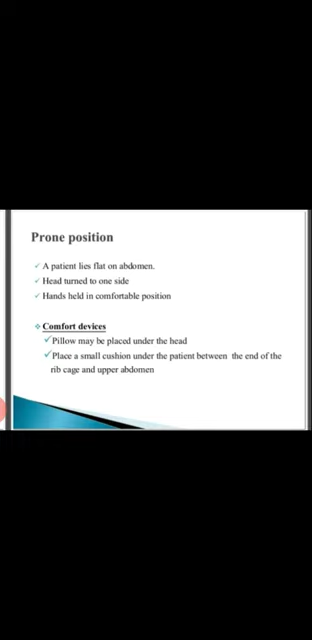 Prone position
A patient lies flat on abdomen.
Head turned to one side
Hands held in comfortable position
Comfort devices
Pillow may be placed under the head
Place a small cushion under the patient between the end of the
rib cage and upper abdomen